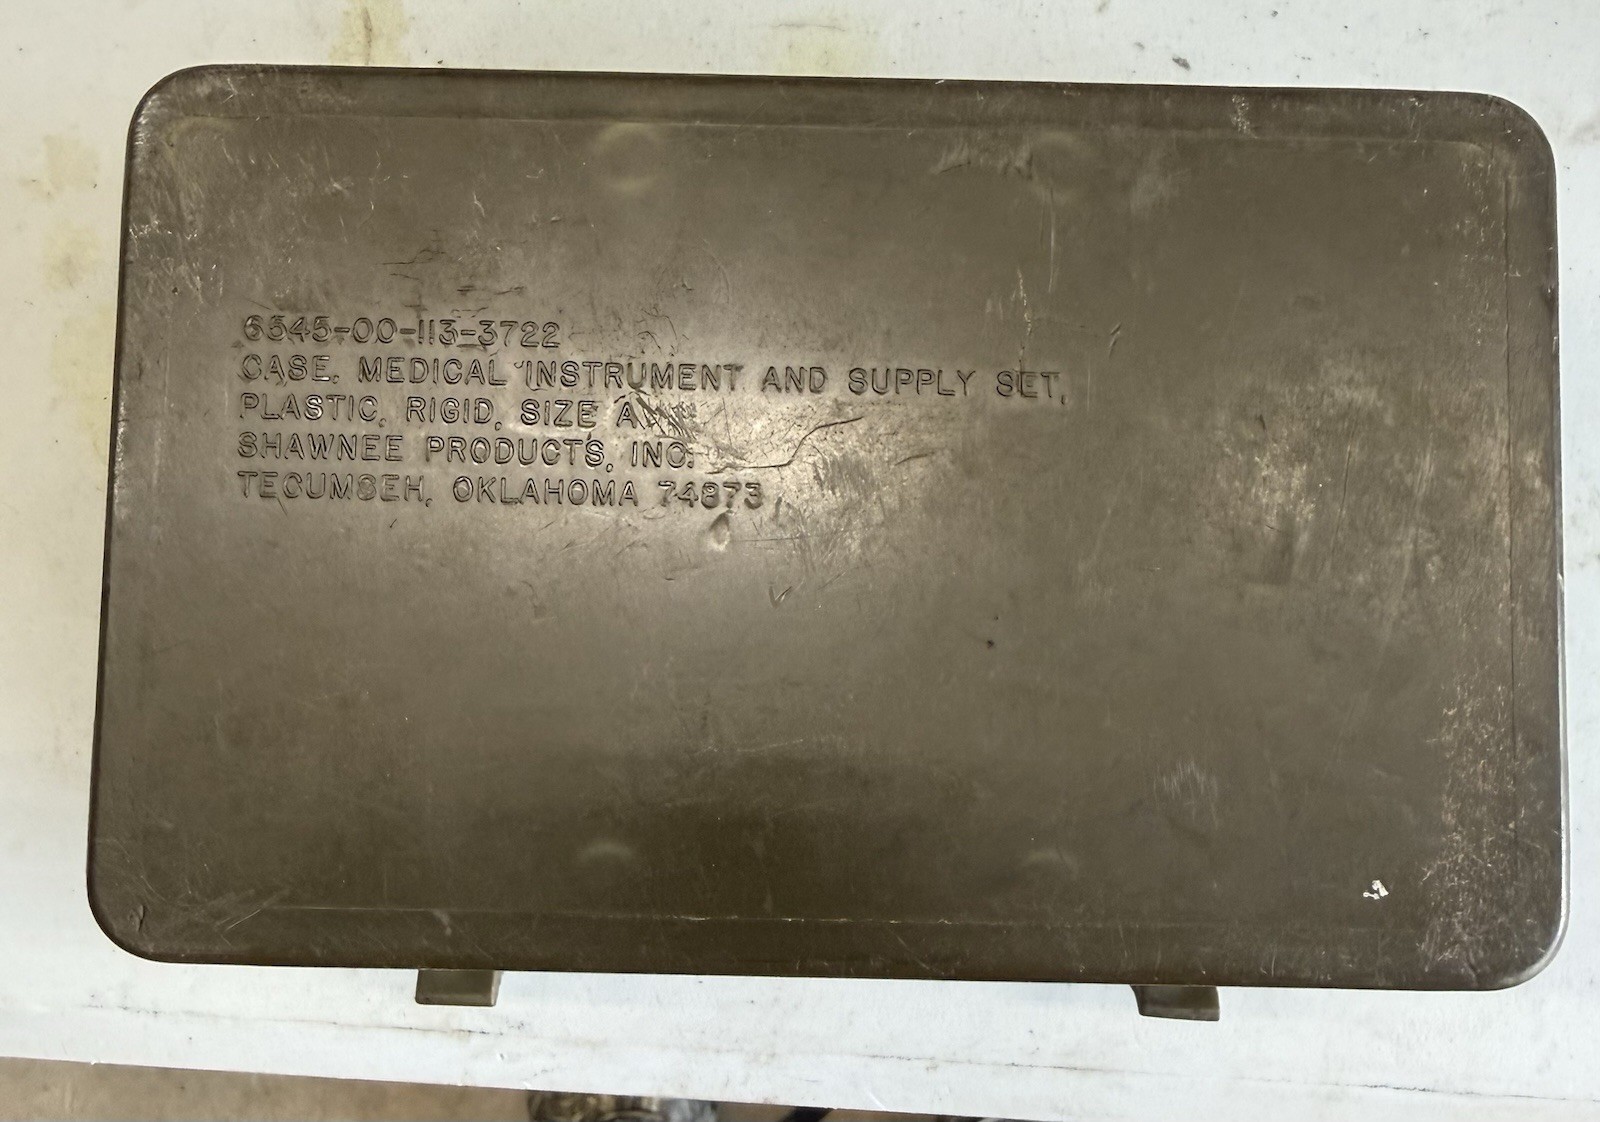 6545-00-113-3722
CASE, MEDICAL INSTRUMENT AND SUPPLY SET,
PLASTIC, RIGID, SIZE A
SHAWNEE PRODUCTS, INC.
TECUMSEH, OKLAHOMA 74873